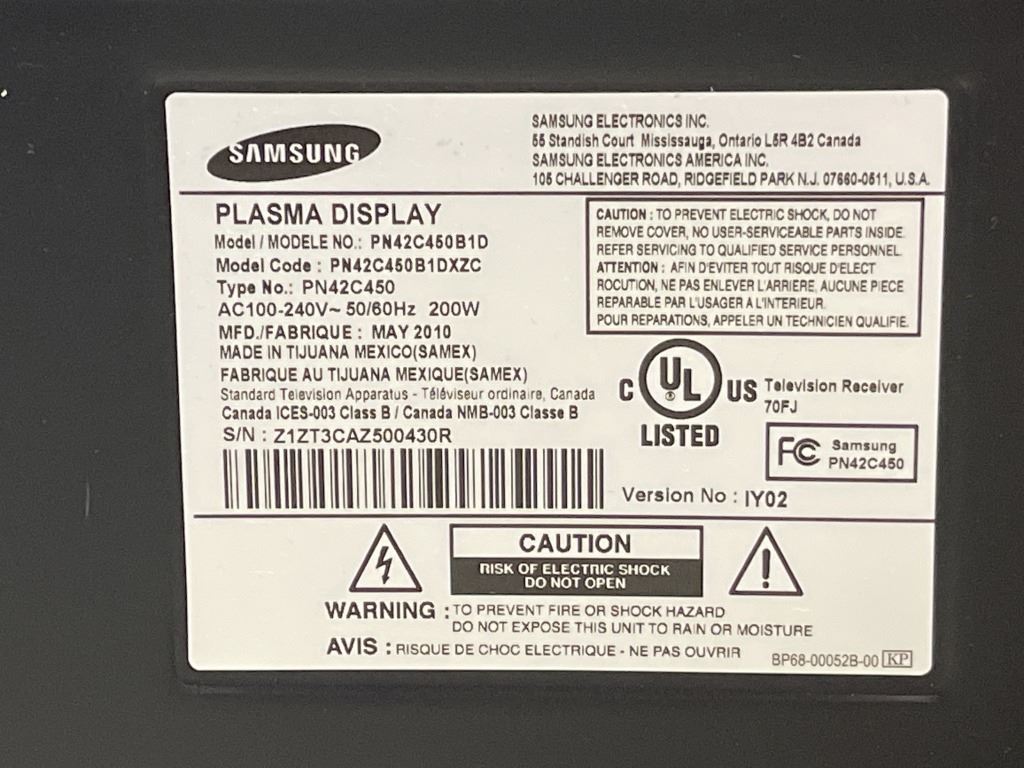 SAMSUNG
SAMSUNG ELECTRONICS INC.
55 Standish Court Mississauga, Ontario L5R 4B2 Canada
SAMSUNG ELECTRONICS AMERICA INC.
105 CHALLENGER ROAD, RIDGEFIELD PARK N.J. 07660-0511, U.S.A.
PLASMA DISPLAY
Model / MODELE NO.: PN42C450B1D
Model Code : PN42C450B1DXZC
Type No.: PN42C450
AC100-240V~ 50/60Hz 200W
MFD./FABRIQUE : MAY 2010
MADE IN TIJUANA MEXICO(SAMEX)
FABRIQUE AU TIJUANA MEXIQUE(SAMEX)
Standard Television Apparatus - Téléviseur ordinaire, Canada
Canada ICES-003 Class B / Canada NMB-003 Classe B
S/N : Z1ZT3CAZ500430R
CAUTION : TO PREVENT ELECTRIC SHOCK, DO NOT
REMOVE COVER, NO USER-SERVICEABLE PARTS INSIDE.
REFER SERVICING TO QUALIFIED SERVICE PERSONNEL.
ATTENTION : AFIN D'EVITER TOUT RISQUE D'ELECT
ROCUTION, NE PAS ENLEVER L'ARRIERE, AUCUNE PIECE
REPARABLE PAR L'USAGER A L'INTERIEUR.
POUR REPARATIONS, APPELER UN TECHNICIEN QUALIFIE.
C UL ® US
LISTED
Television Receiver
70FJ
FC Samsung
PN42C450
Version No : IY02
CAUTION
RISK OF ELECTRIC SHOCK
DO NOT OPEN
WARNING : TO PREVENT FIRE OR SHOCK HAZARD
DO NOT EXPOSE THIS UNIT TO RAIN OR MOISTURE
AVIS : RISQUE DE CHOC ELECTRIQUE - NE PAS OUVRIR
BP68-00052B-00 KP